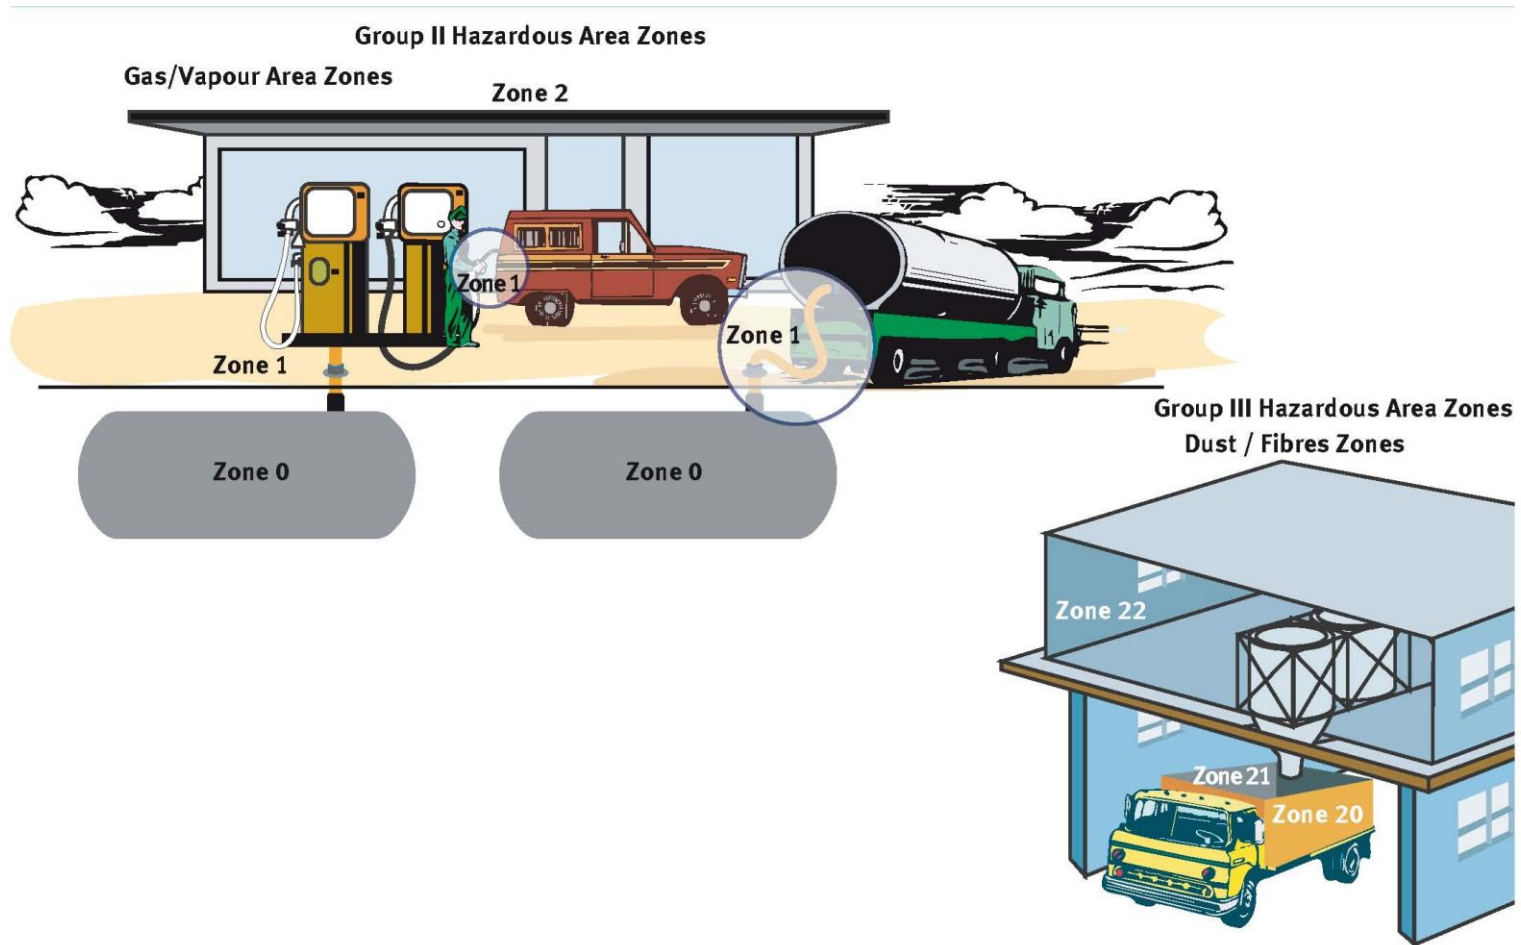 Group II Hazardous Area Zones
Gas/Vapour Area Zones
Zone 2
Zone 1
Zone 1
Zone 1
Zone 0
Zone 0
Group III Hazardous Area Zones
Dust / Fibres Zones
Zone 22
Zone 21
Zone 20